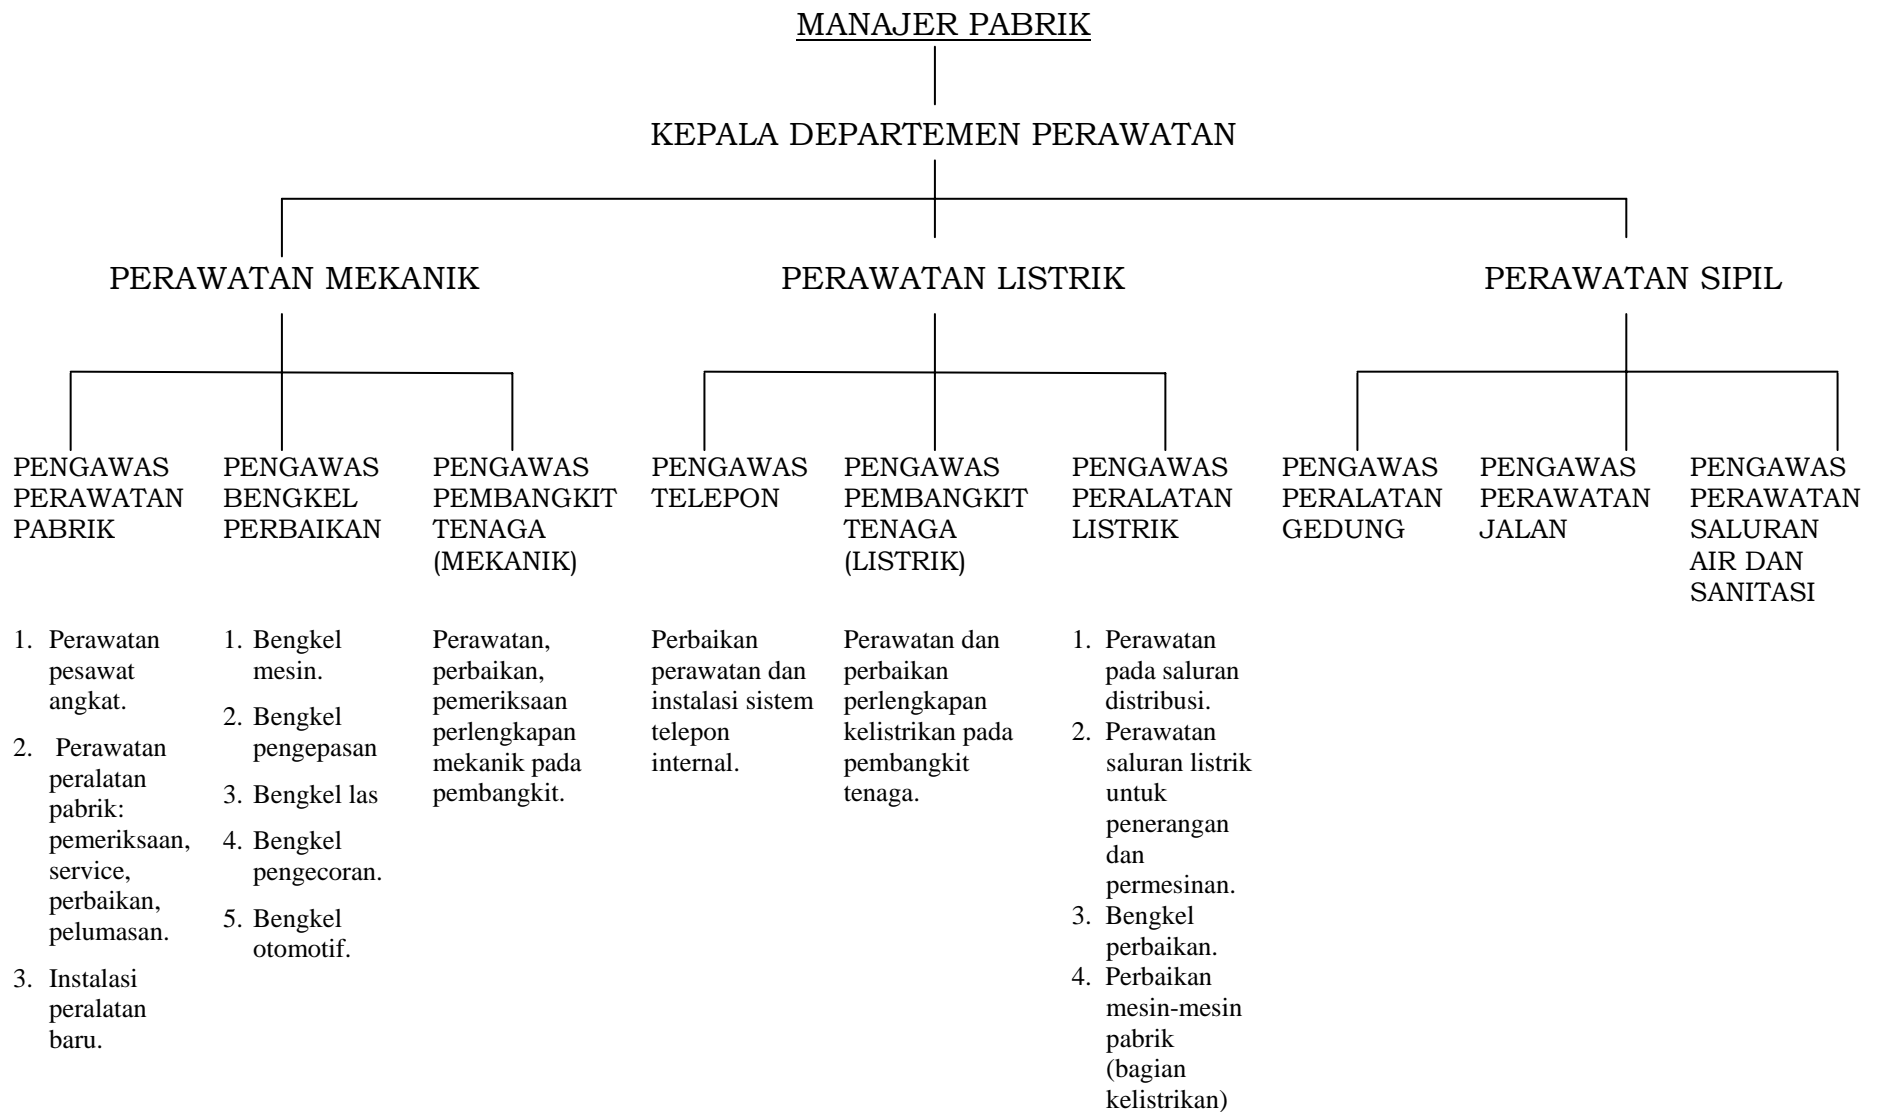 MANAJER PABRIK
KEPALA DEPARTEMEN PERAWATAN
PERAWATAN MEKANIK
PERAWATAN LISTRIK
PERAWATAN SIPIL
PENGAWAS
PERAWATAN
PABRIK
PENGAWAS
BENGKEL
PERBAIKAN
PENGAWAS
PEMBANGKIT
TENAGA
(MEKANIK)
PENGAWAS
TELEPON
PENGAWAS
PEMBANGKIT
TENAGA
(LISTRIK)
PENGAWAS
PERALATAN
LISTRIK
PENGAWAS
PERALATAN
GEDUNG
PENGAWAS
PERAWATAN
JALAN
PENGAWAS
PERAWATAN
SALURAN
AIR DAN
SANITASI
1. Perawatan
pesawat
angkat.
2. Perawatan
peralatan
pabrik:
pemeriksaan,
service,
perbaikan,
pelumasan.
3. Instalasi
peralatan
baru.
1. Bengkel
mesin.
2. Bengkel
pengepasan
3. Bengkel las
4. Bengkel
pengecoran.
5. Bengkel
otomotif.
Perawatan,
perbaikan,
pemeriksaan
perlengkapan
mekanik pada
pembangkit.
Perbaikan
perawatan dan
instalasi sistem
telepon
internal.
Perawatan dan
perbaikan
perlengkapan
kelistrikan pada
pembangkit
tenaga.
1. Perawatan
pada saluran
distribusi.
2. Perawatan
saluran listrik
untuk
penerangan
dan
permesinan.
3. Bengkel
perbaikan.
4. Perbaikan
mesin-mesin
pabrik
(bagian
kelistrikan)